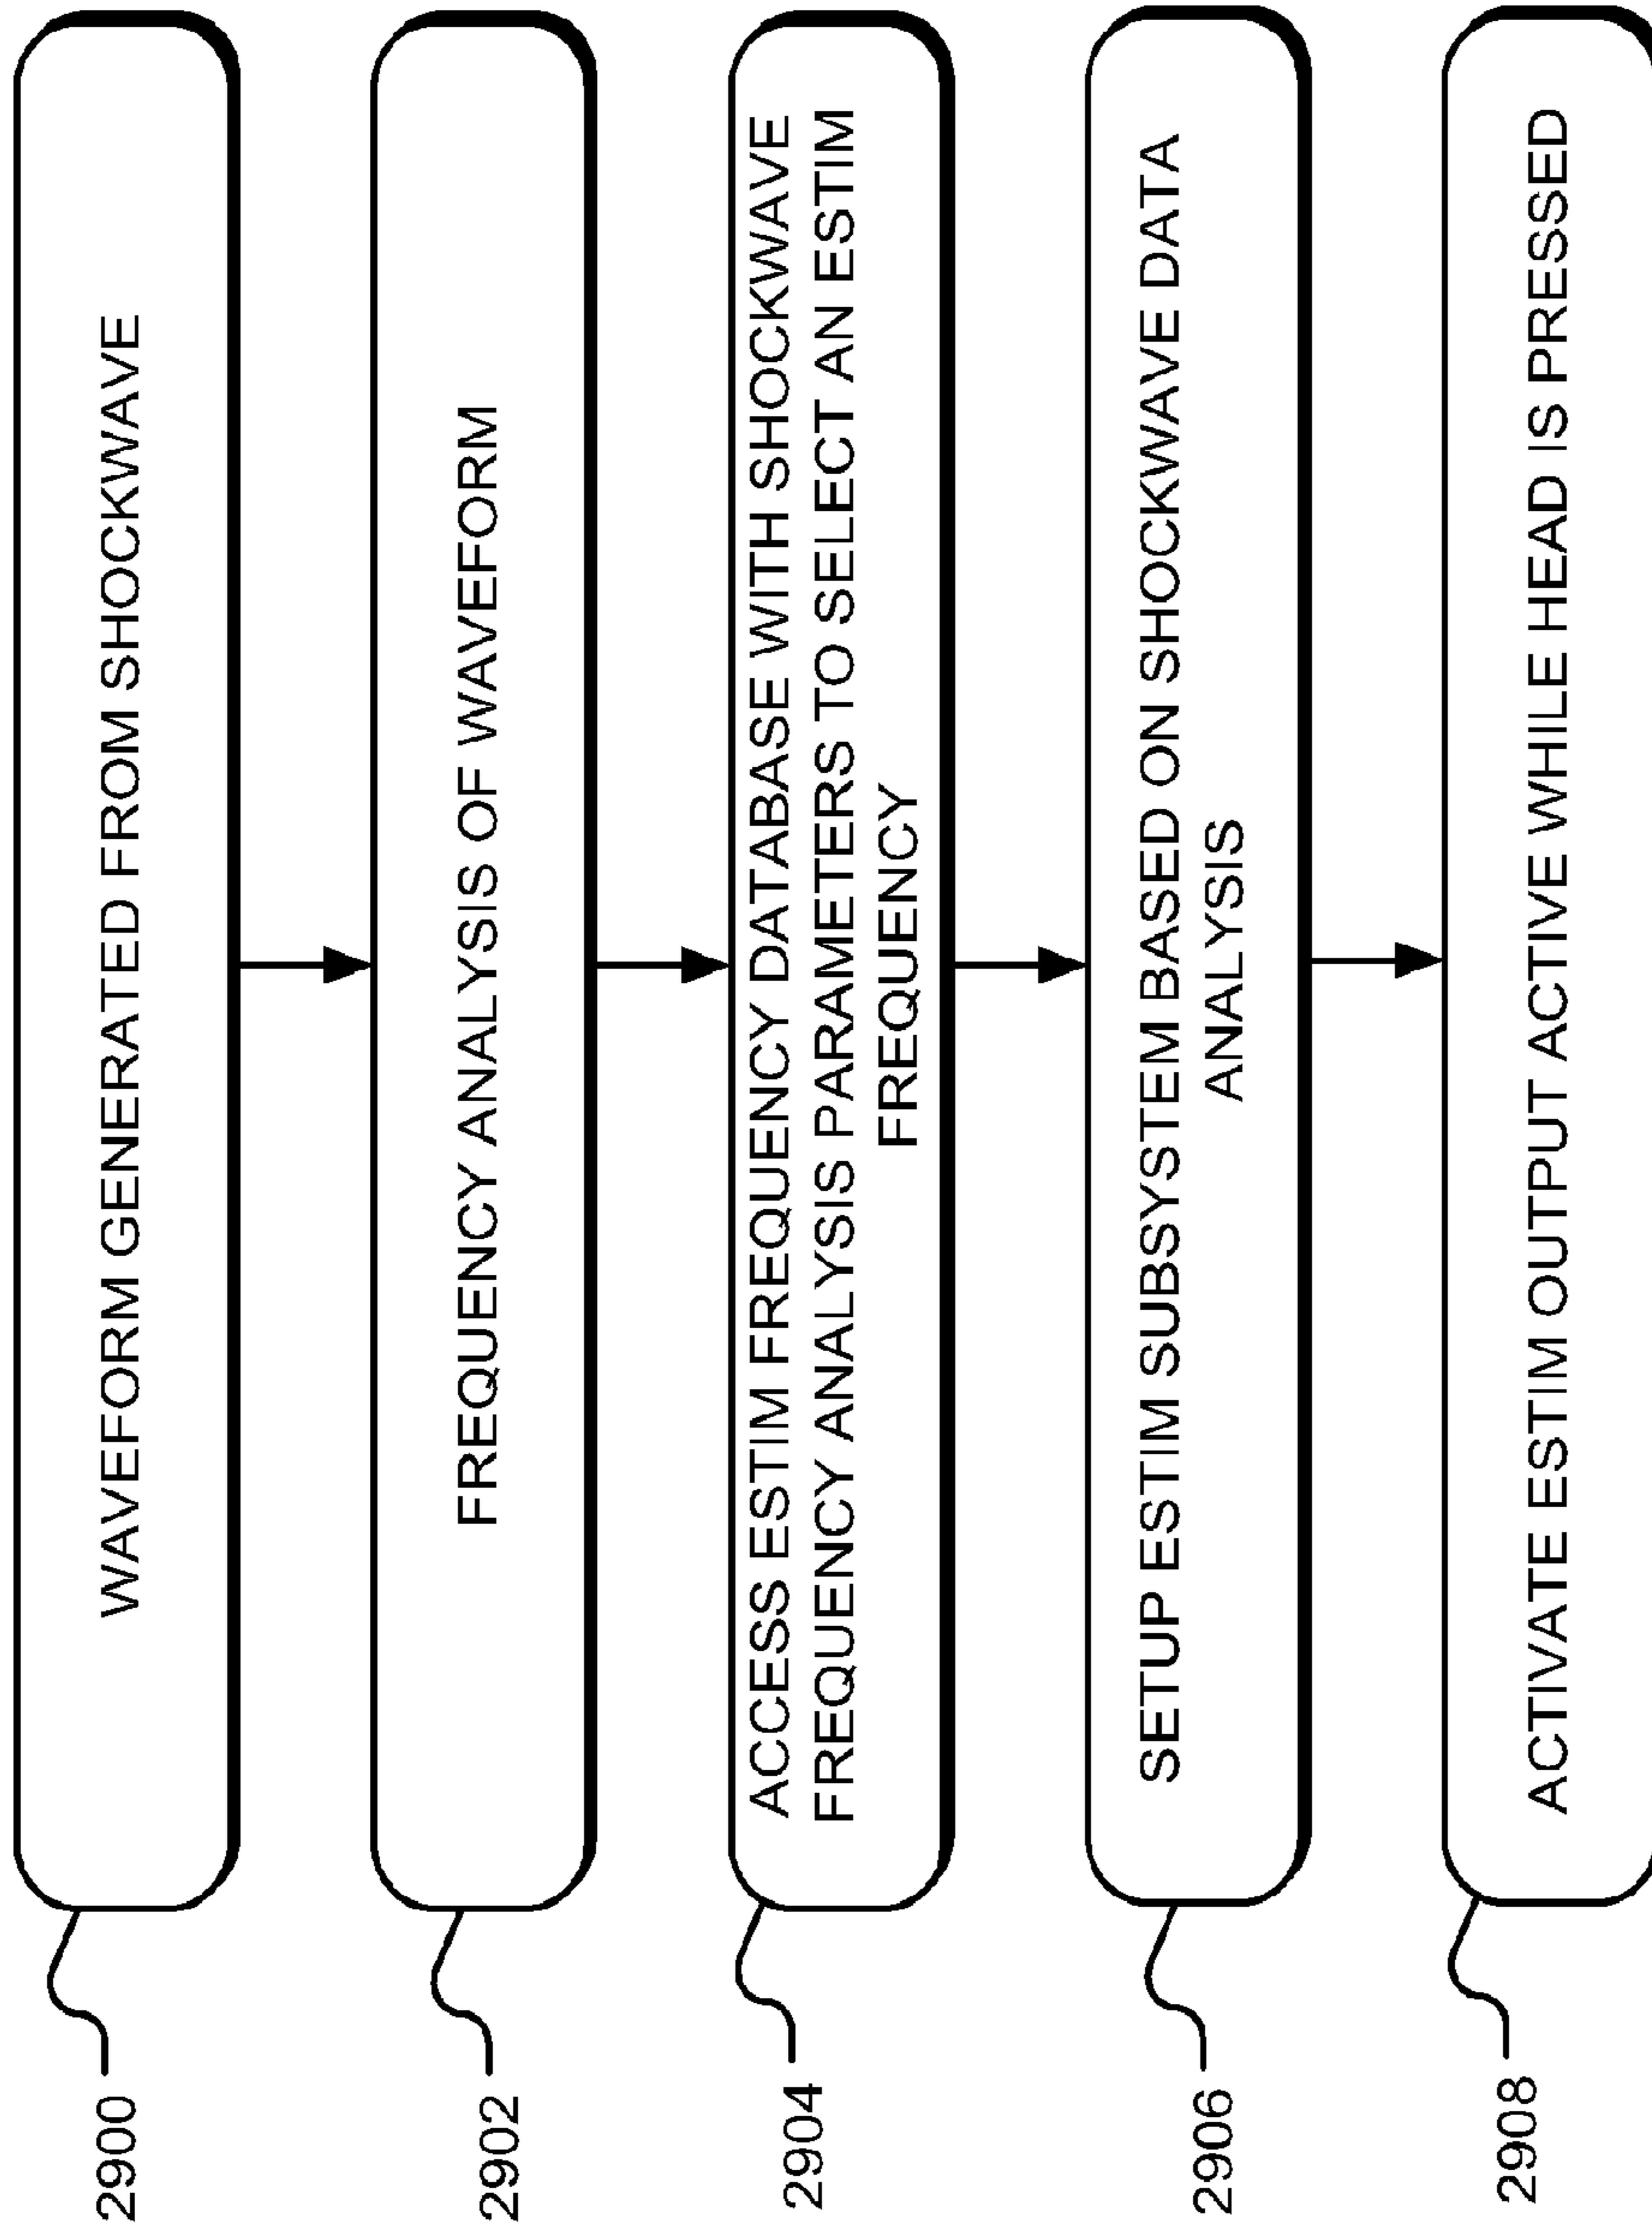 2900
WAVEFORM GENERATED FROM SHOCKWAVE
2902
FREQUENCY ANALYSIS OF WAVEFORM
2904
ACCESS ESTIM FREQUENCY DATABASE WITH SHOCKWAVE
FREQUENCY ANALYSIS PARAMETERS TO SELECT AN ESTIM
FREQUENCY
2906
SETUP ESTIM SUBSYSTEM BASED ON SHOCKWAVE DATA
ANALYSIS
2908
ACTIVATE ESTIM OUTPUT ACTIVE WHILE HEAD IS PRESSED